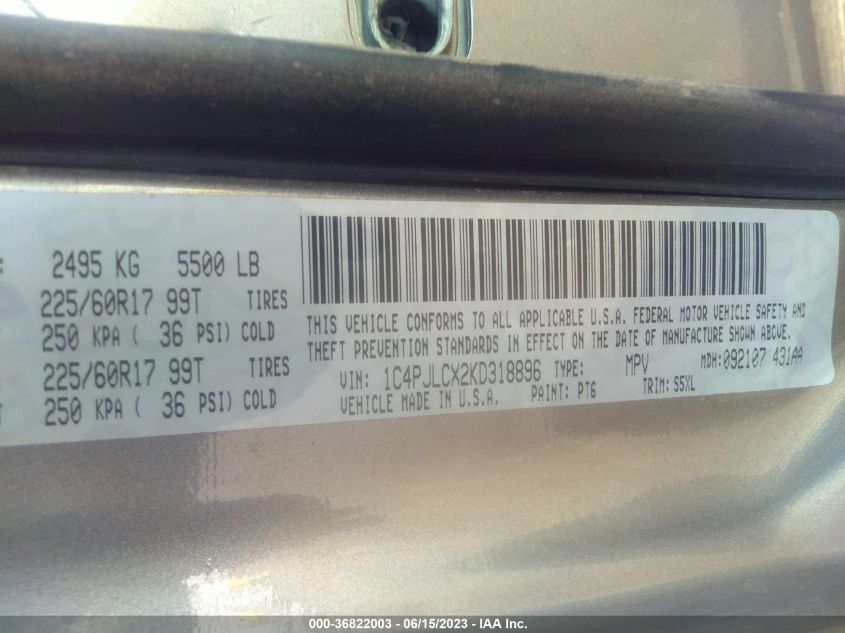 2495 KG 5500 LB
225/60R17 99T TIRES
250 KPA ( 36 PSI) COLD
225/60R17 99T TIRES
250 KPA ( 36 PSI) COLD
THIS VEHICLE CONFORMS TO ALL APPLICABLE U.S.A. FEDERAL MOTOR VEHICLE SAFETY AND
THEFT PREVENTION STANDARDS IN EFFECT ON THE DATE OF MANUFACTURE SHOWN ABOVE.
VIN: 1C4PJLCX2KD318896 TYPE: MPV MDH: 092107 431AA
VEHICLE MADE IN U.S.A. PAINT: PT6 TRIM: S5XL
000-36822003 - 06/15/2023 - IAA Inc.